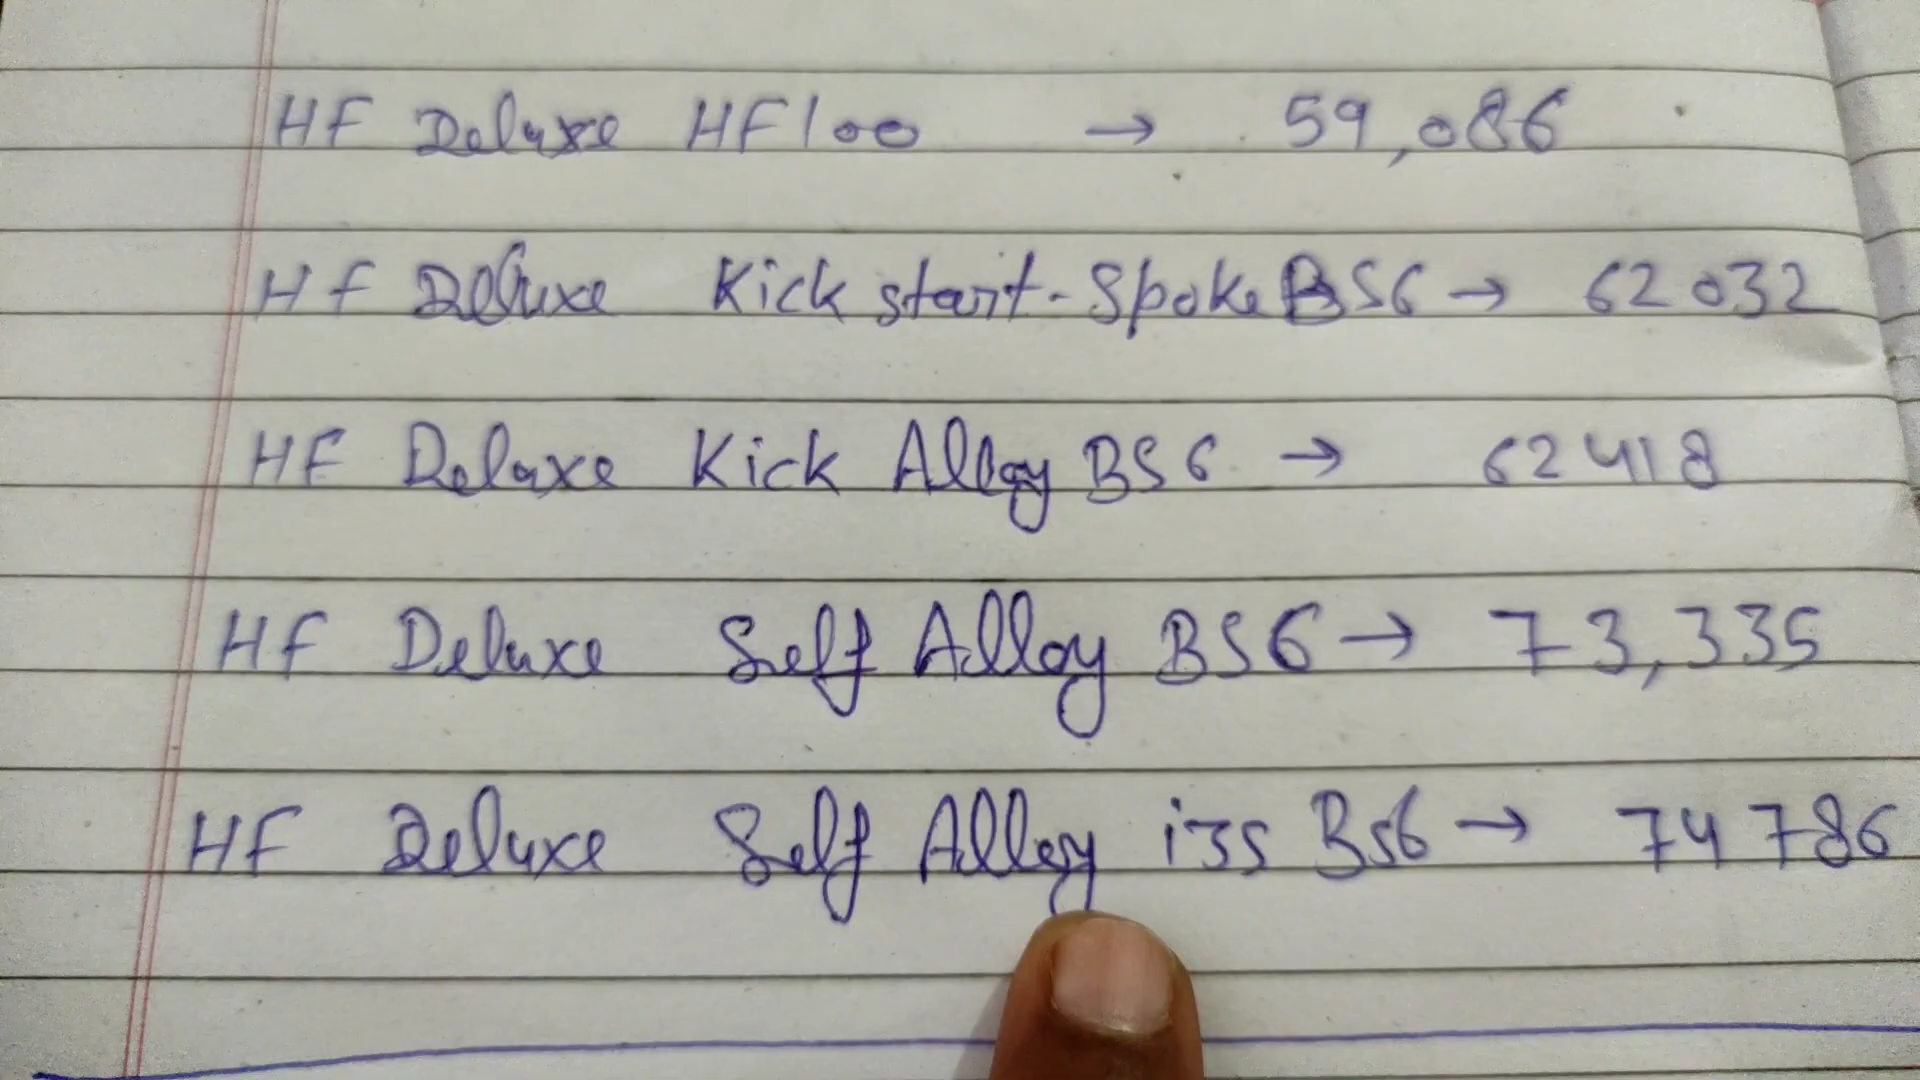 HF Deluxe HF100 → 59,086
HF Deluxe Kick start-Spoke BS6 → 62032
HF Deluxe Kick Alloy BS6 → 62418
HF Deluxe Self Alloy BS6 → 73,335
HF Deluxe Self Alloy i3s BS6 → 74786